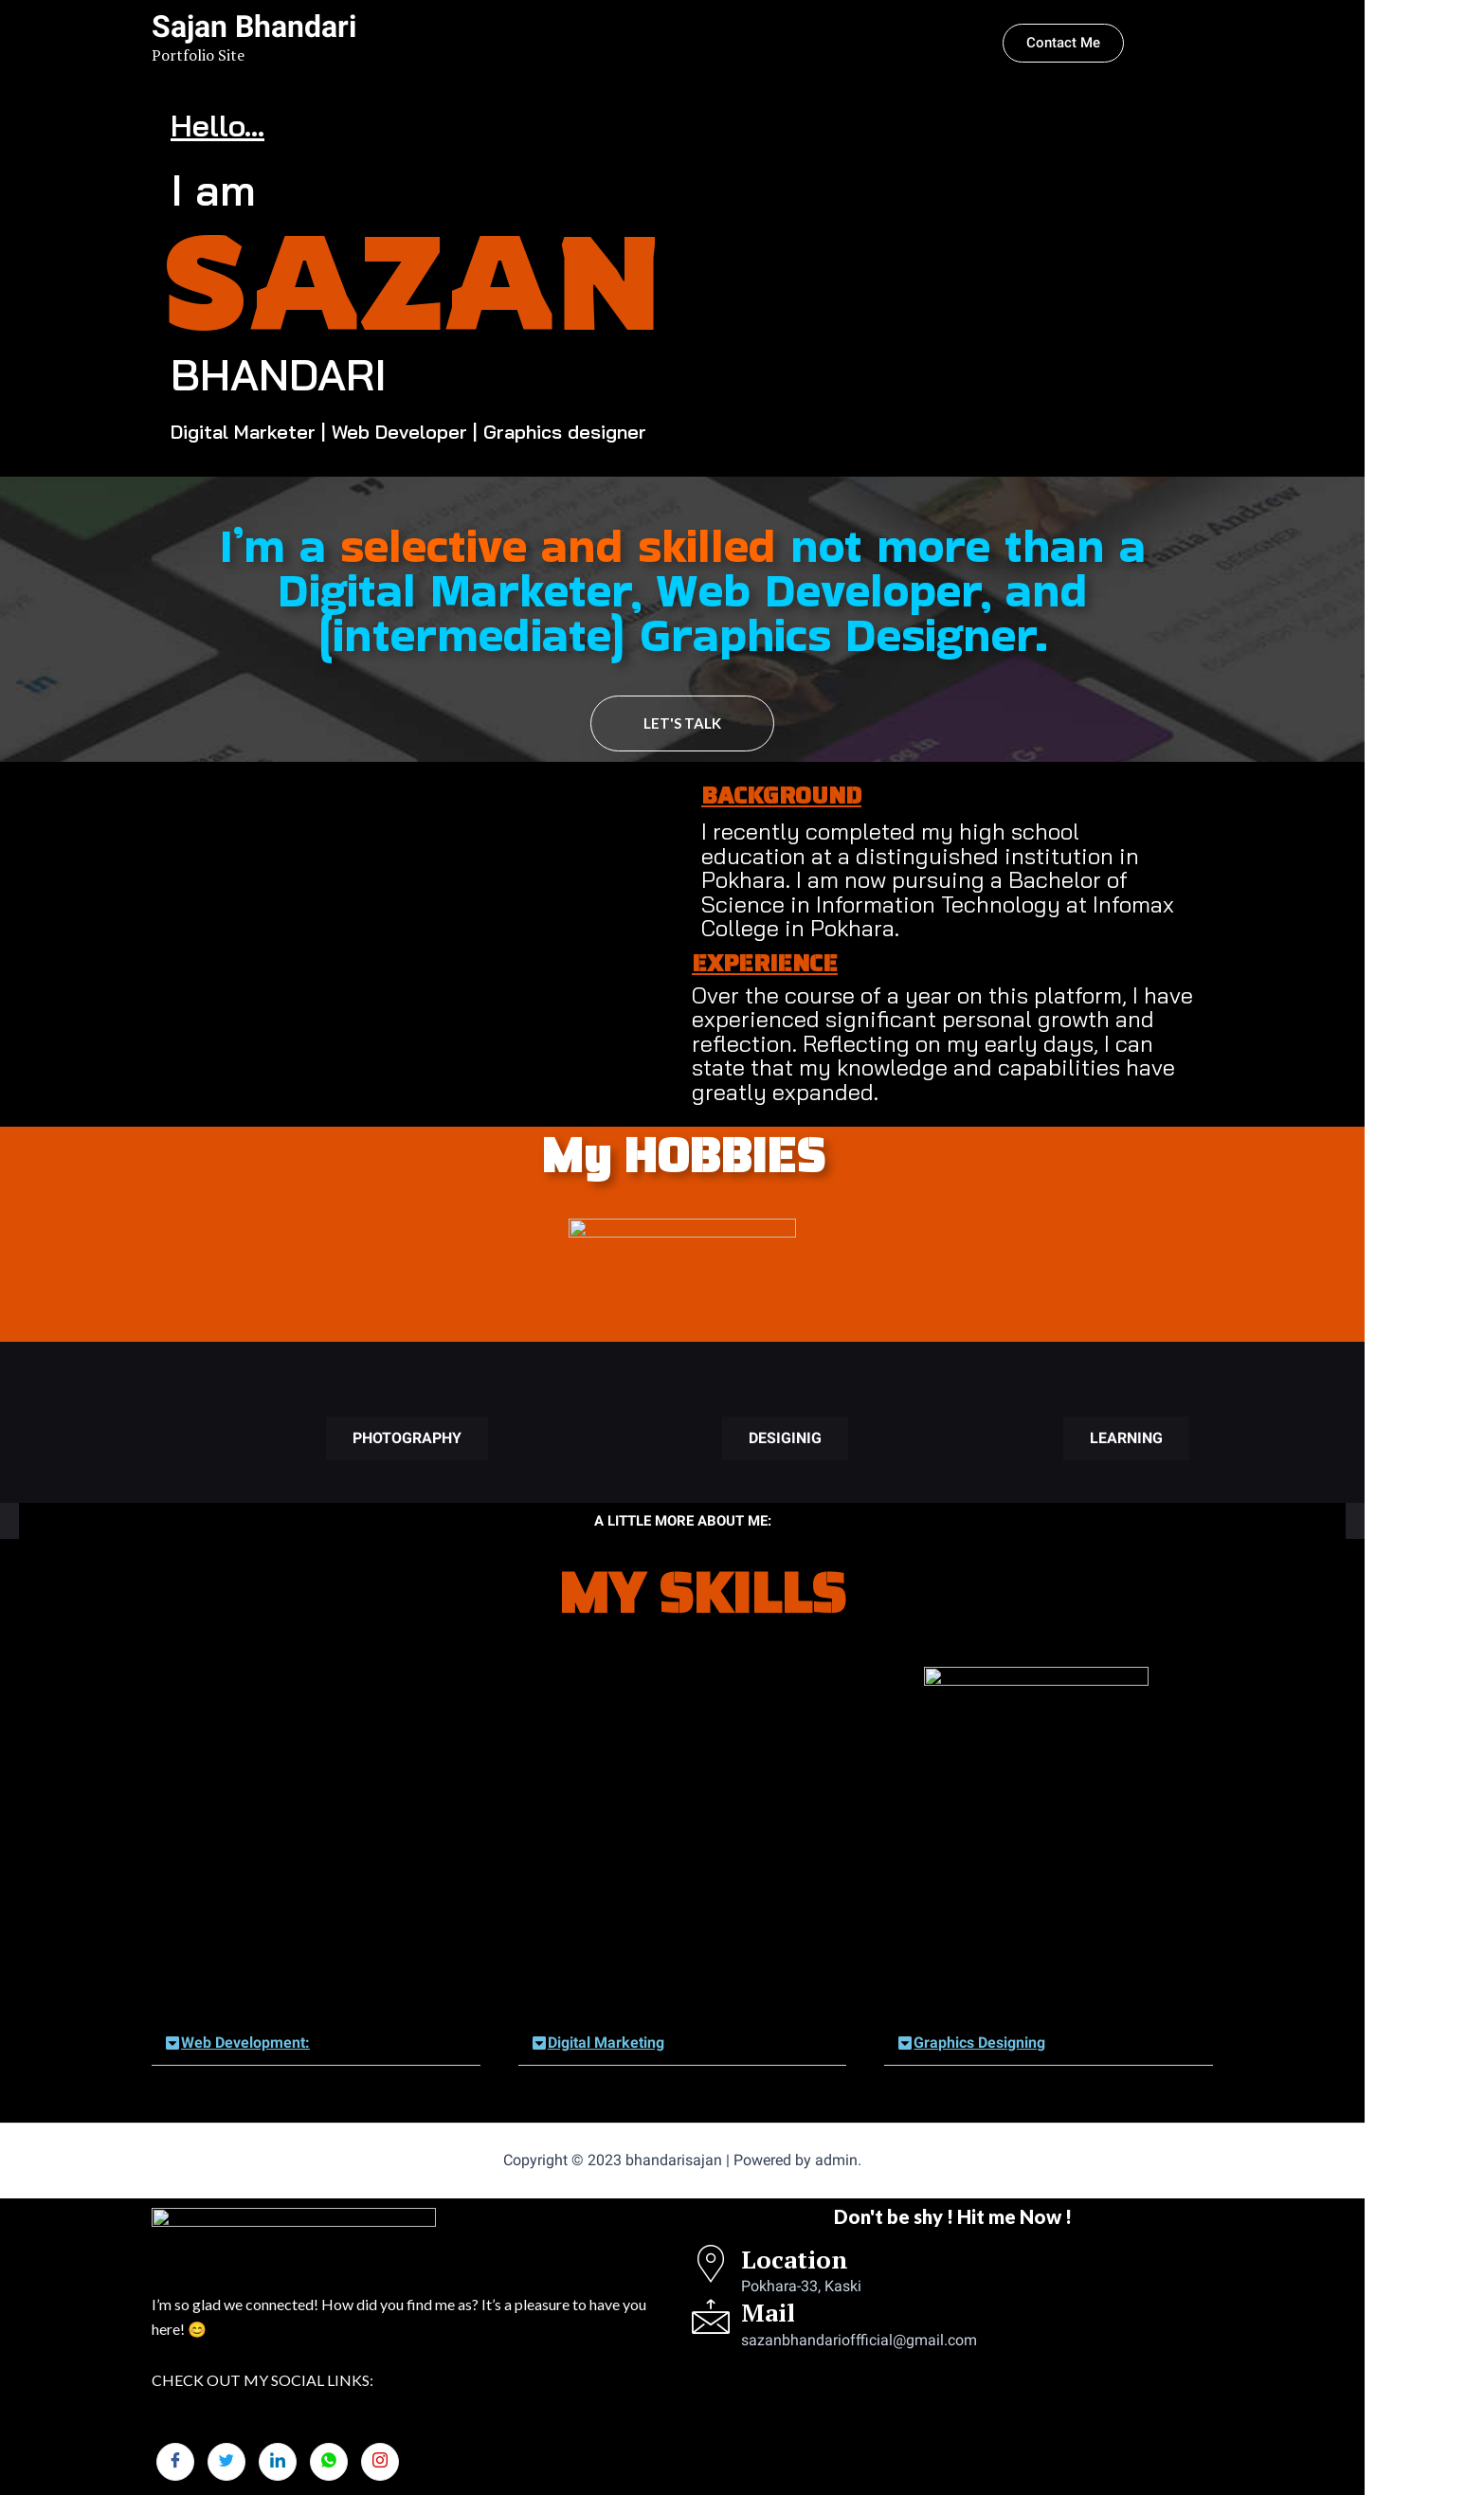 Sajan Bhandari
Portfolio Site
Contact Me
Hello...
I am
SAZAN
BHANDARI
Digital Marketer | Web Developer | Graphics designer
I'm a selective and skilled not more than a
Digital Marketer, Web Developer, and
(intermediate) Graphics Designer.
Tania Andrew
DESIGNER
in
Log in
G+
LET'S TALK
BACKGROUND
I recently completed my high school
education at a distinguished institution in
Pokhara. I am now pursuing a Bachelor of
Science in Information Technology at Infomax
College in Pokhara.
EXPERIENCE
Over the course of a year on this platform, I have
experienced significant personal growth and
reflection. Reflecting on my early days, I can
state that my knowledge and capabilities have
greatly expanded.
My HOBBIES
PHOTOGRAPHY
DESIGINIG
LEARNING
A LITTLE MORE ABOUT ME:
MY SKILLS
Web Development:
Digital Marketing
Graphics Designing
Copyright © 2023 bhandarisajan | Powered by admin.
Don't be shy ! Hit me Now !
Location
Pokhara-33, Kaski
Mail
sazanbhandarioffficial@gmail.com
I’m so glad we connected! How did you find me as? It’s a pleasure to have you
here! 😊
CHECK OUT MY SOCIAL LINKS: